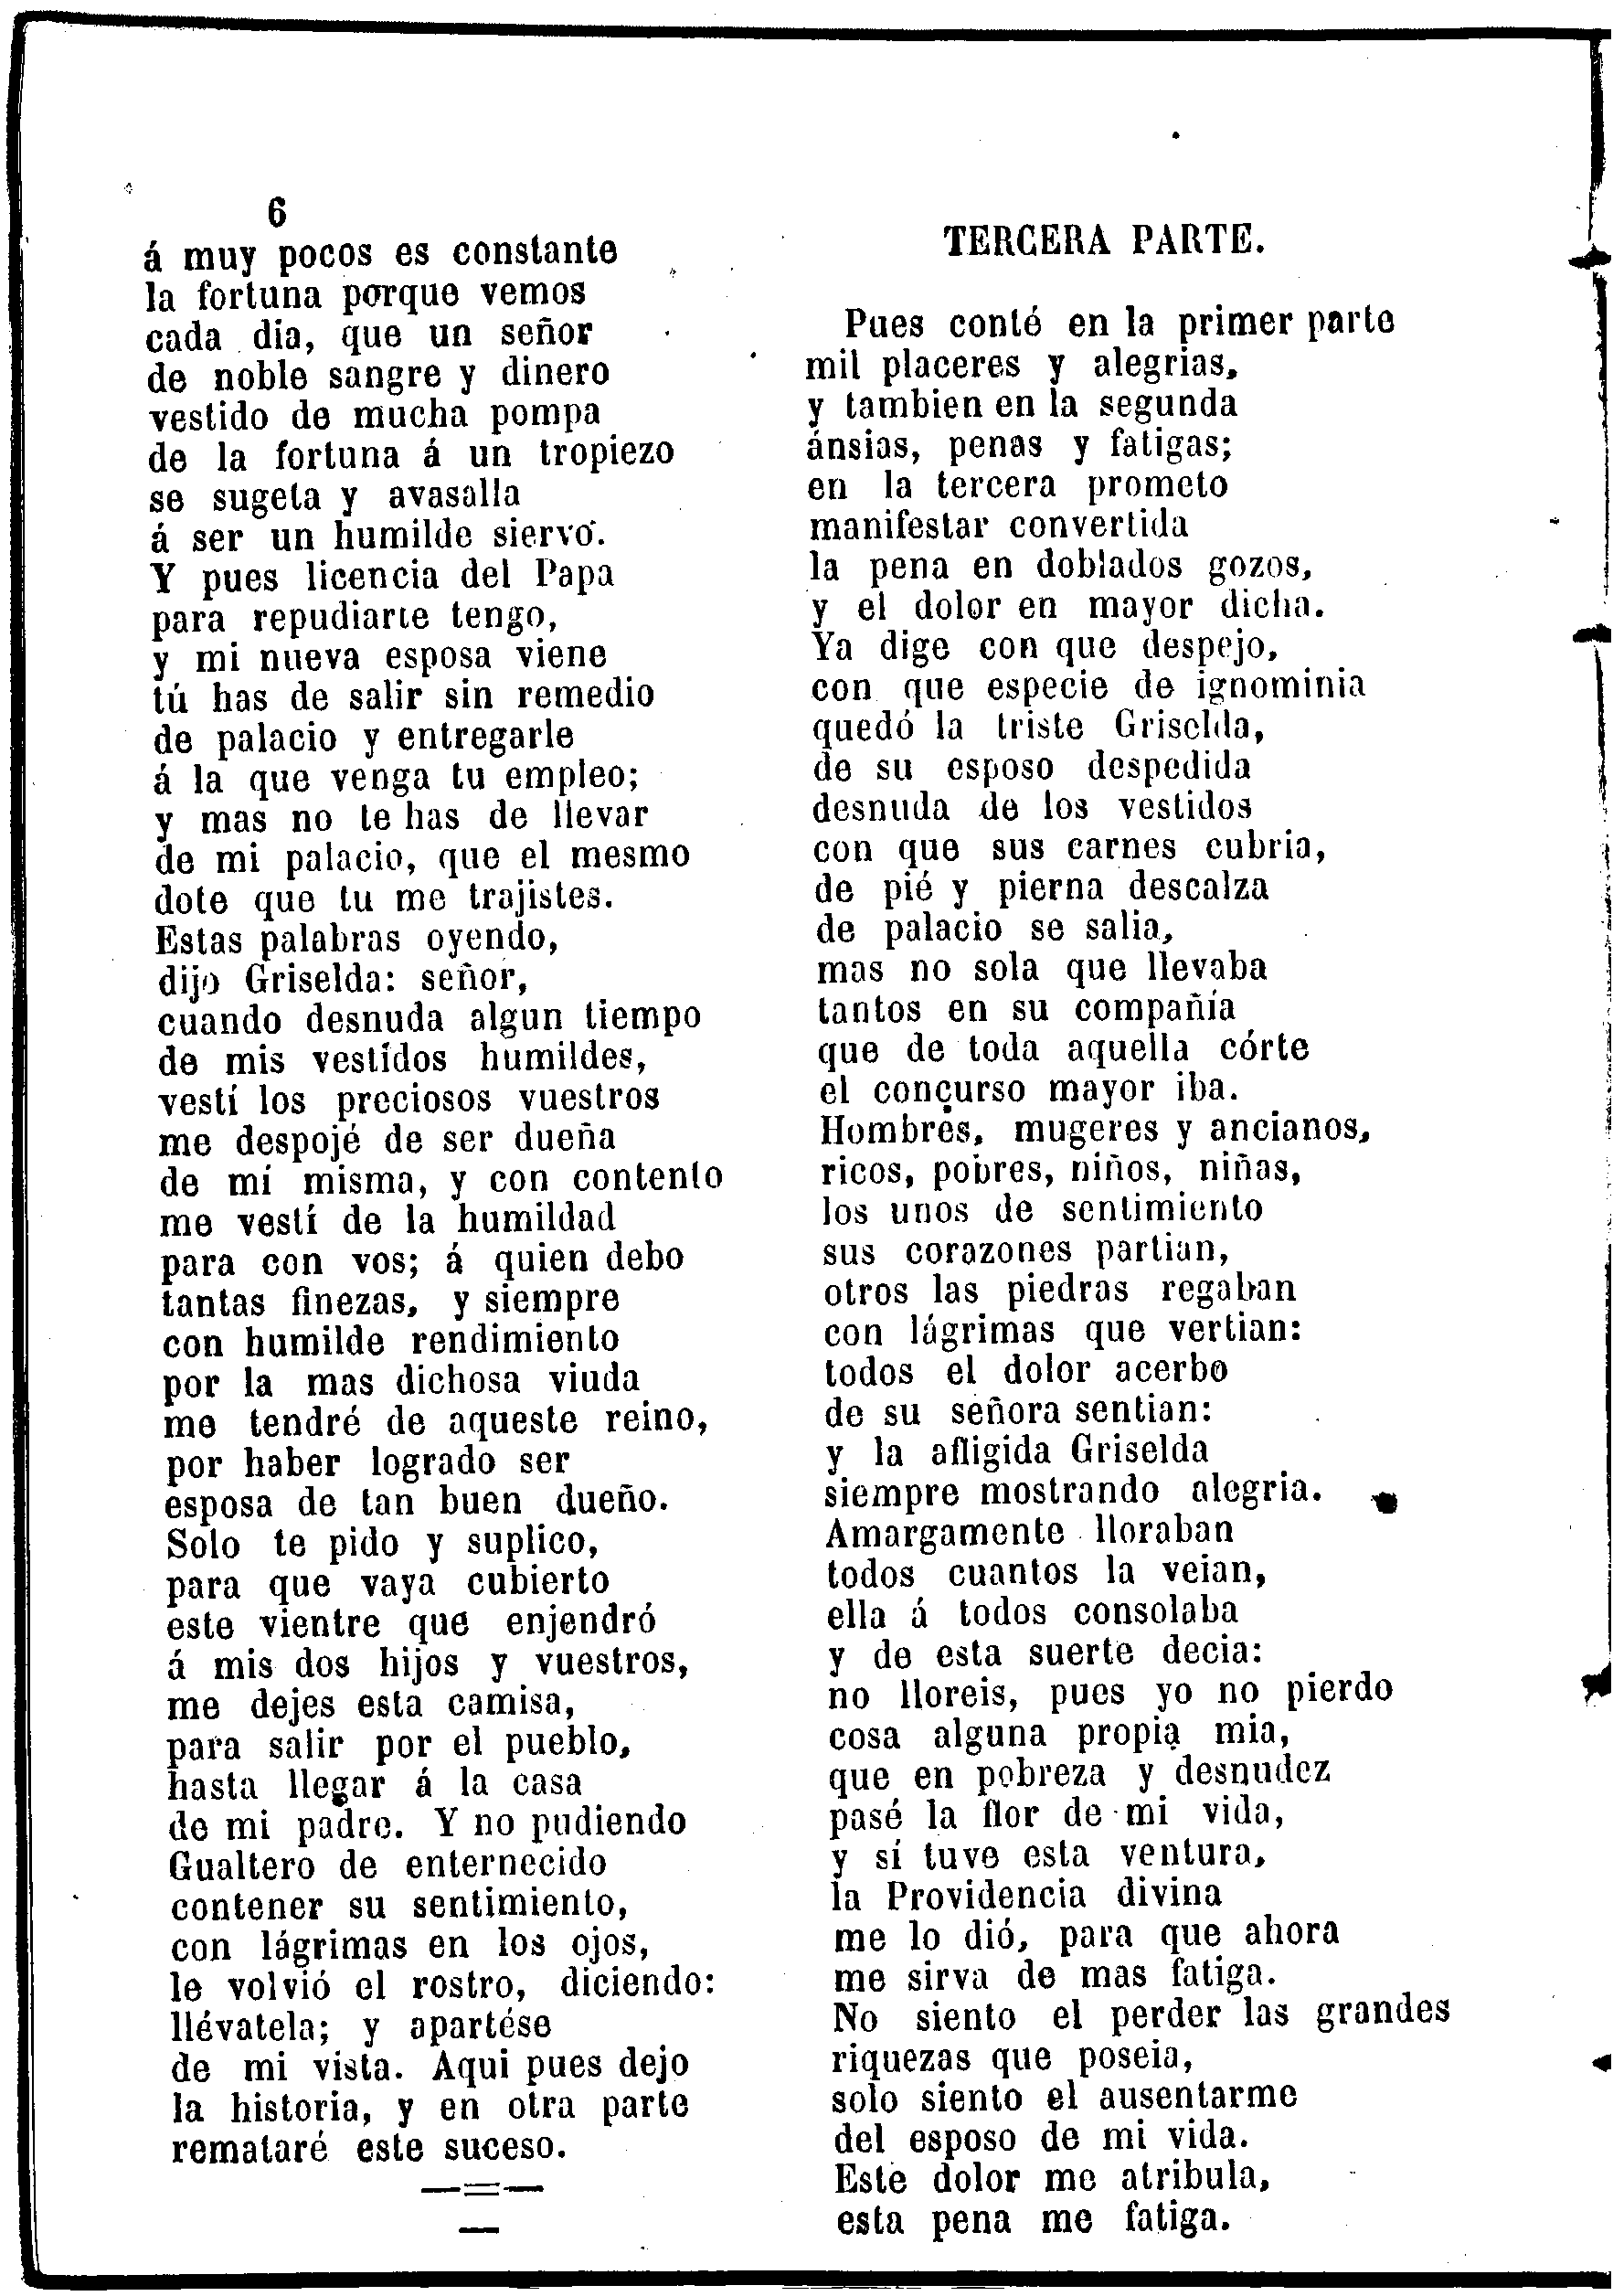 6
á muy pocos es constante
la fortuna porque vemos
cada dia, que un señor
de noble sangre y dinero
vestido de mucha pompa
de la fortuna á un tropiezo
se sugeta y avasalla
á ser un humilde siervo.
Y pues licencia del Papa
para repudiarte tengo,
y mi nueva esposa viene
tú has de salir sin remedio
de palacio y entregarle
á la que venga tu empleo;
y mas no te has de llevar
de mi palacio, que el mesmo
dote que tu me trajistes.
Estas palabras oyendo,
dijo Griselda: señor,
cuando desnuda algun tiempo
de mis vestídos humildes,
vestí los preciosos vuestros
me despojé de ser dueña
de mí misma, y con contento
me vestí de la humildad
para con vos; á quien debo
tantas finezas, y siempre
con humilde rendimiento
por la mas dichosa viuda
me tendré de aqueste reino,
por haber logrado ser
esposa de tan buen dueño.
Solo te pido y suplico,
para que vaya cubierto
este vientre que enjendró
á mis dos hijos y vuestros,
me dejes esta camisa,
para salir por el pueblo,
hasta llegar á la casa
de mi padre. Y no pudiendo
Gualtero de enternecido
contener su sentimiento,
con lágrimas en los ojos,
le volvió el rostro, diciendo:
llévatela; y apartése
de mi vista. Aqui pues dejo
la historia, y en otra parte
remataré este suceso.
TERCERA PARTE.
Pues conté en la primer parte
mil placeres y alegrias,
y tambien en la segunda
ánsias, penas y fatigas;
en la tercera prometo
manifestar convertida
la pena en doblados gozos,
y el dolor en mayor dicha.
Ya dige con que despejo,
con que especie de ignominia
quedó la triste Griselda,
de su esposo despedida
desnuda de los vestidos
con que sus carnes cubria,
de pié y pierna descalza
de palacio se salia,
mas no sola que llevaba
tantos en su compañía
que de toda aquella córte
el concurso mayor iba.
Hombres, mugeres y ancianos,
ricos, pobres, niños, niñas,
los unos de sentimiento
sus corazones partian,
otros las piedras regaban
con lágrimas que vertian:
todos el dolor acerbo
de su señora sentian:
y la afligida Griselda
siempre mostrando alegria.
Amargamente lloraban
todos cuantos la veian,
ella á todos consolaba
y de esta suerte decia:
no lloreis, pues yo no pierdo
cosa alguna propia mia,
que en pobreza y desnudez
pasé la flor de mi vida,
y sí tuve esta ventura,
la Providencia divina
me lo dió, para que ahora
me sirva de mas fatiga.
No siento el perder las grandes
riquezas que poseia,
solo siento el ausentarme
del esposo de mi vida.
Este dolor me atribula,
esta pena me fatiga.